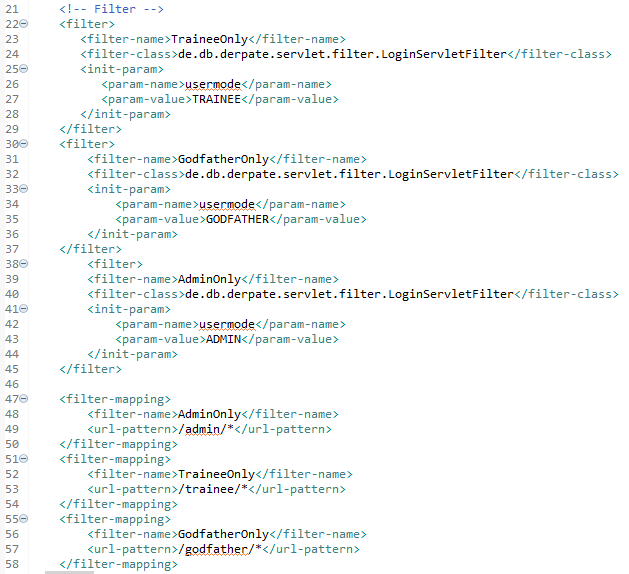 21 <!-- Filter -->
22 <filter>
23 <filter-name>TraineeOnly</filter-name>
24 <filter-class>de.db.derpate.servlet.filter.LoginServletFilter</filter-class>
25 <init-param>
26 <param-name>usermode</param-name>
27 <param-value>TRAINEE</param-value>
28 </init-param>
29 </filter>
30 <filter>
31 <filter-name>GodfatherOnly</filter-name>
32 <filter-class>de.db.derpate.servlet.filter.LoginServletFilter</filter-class>
33 <init-param>
34 <param-name>usermode</param-name>
35 <param-value>GODFATHER</param-value>
36 </init-param>
37 </filter>
38 <filter>
39 <filter-name>AdminOnly</filter-name>
40 <filter-class>de.db.derpate.servlet.filter.LoginServletFilter</filter-class>
41 <init-param>
42 <param-name>usermode</param-name>
43 <param-value>ADMIN</param-value>
44 </init-param>
45 </filter>
46
47 <filter-mapping>
48 <filter-name>AdminOnly</filter-name>
49 <url-pattern>/admin/*</url-pattern>
50 </filter-mapping>
51 <filter-mapping>
52 <filter-name>TraineeOnly</filter-name>
53 <url-pattern>/trainee/*</url-pattern>
54 </filter-mapping>
55 <filter-mapping>
56 <filter-name>GodfatherOnly</filter-name>
57 <url-pattern>/godfather/*</url-pattern>
58 </filter-mapping>